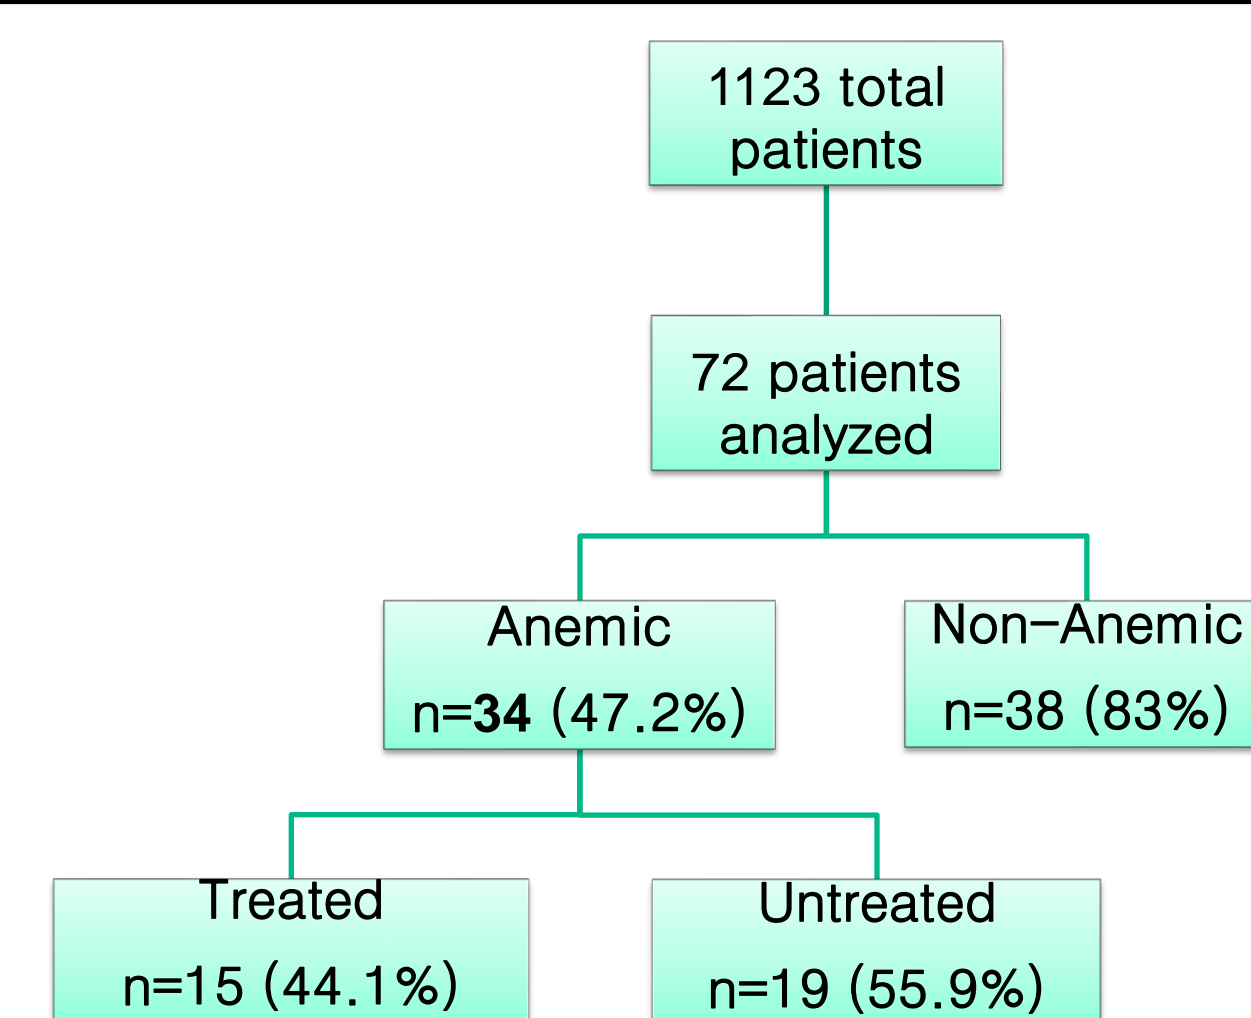 1123 total
patients
72 patients
analyzed
Anemic
n=34 (47.2%)
Non-Anemic
n=38 (83%)
Treated
n=15 (44.1%)
Untreated
n=19 (55.9%)